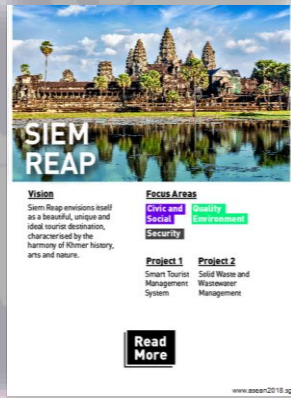 SIEM
REAP
Vision
Siem Reap envisions itself
as a beautiful, unique and
ideal tourist destination,
characterised by the
harmony of Khmer history,
arts and nature.
Focus Areas
Civic and
Social
Quality
Environment
Security
Project 1
Smart Tourist
Management
System
Project 2
Solid Waste and
Wastewater
Management
Read
More
www.asean2018.sg